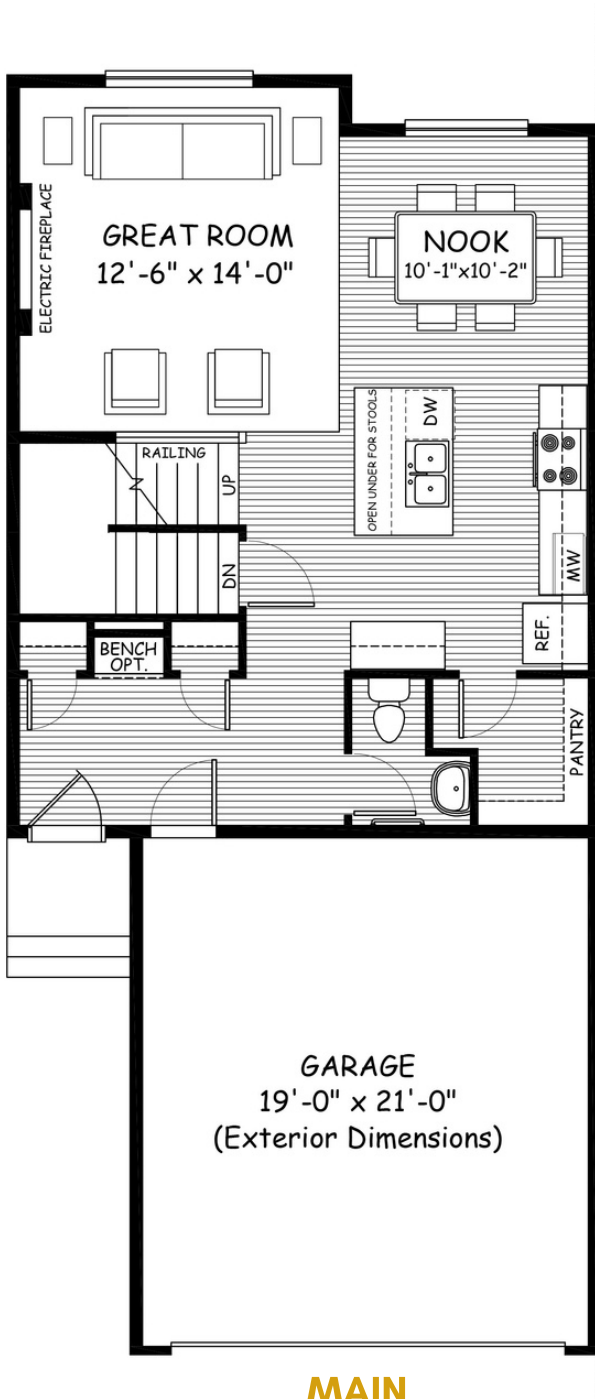 ELECTRIC FIREPLACE
GREAT ROOM
12'-6" x 14'-0"
NOOK
10'-1"x10'-2"
OPEN UNDER FOR STOOLS
DW
RAILING
UP
DN
MW
REF.
BENCH
OPT.
PANTRY
GARAGE
19'-0" x 21'-0"
(Exterior Dimensions)
MAIN